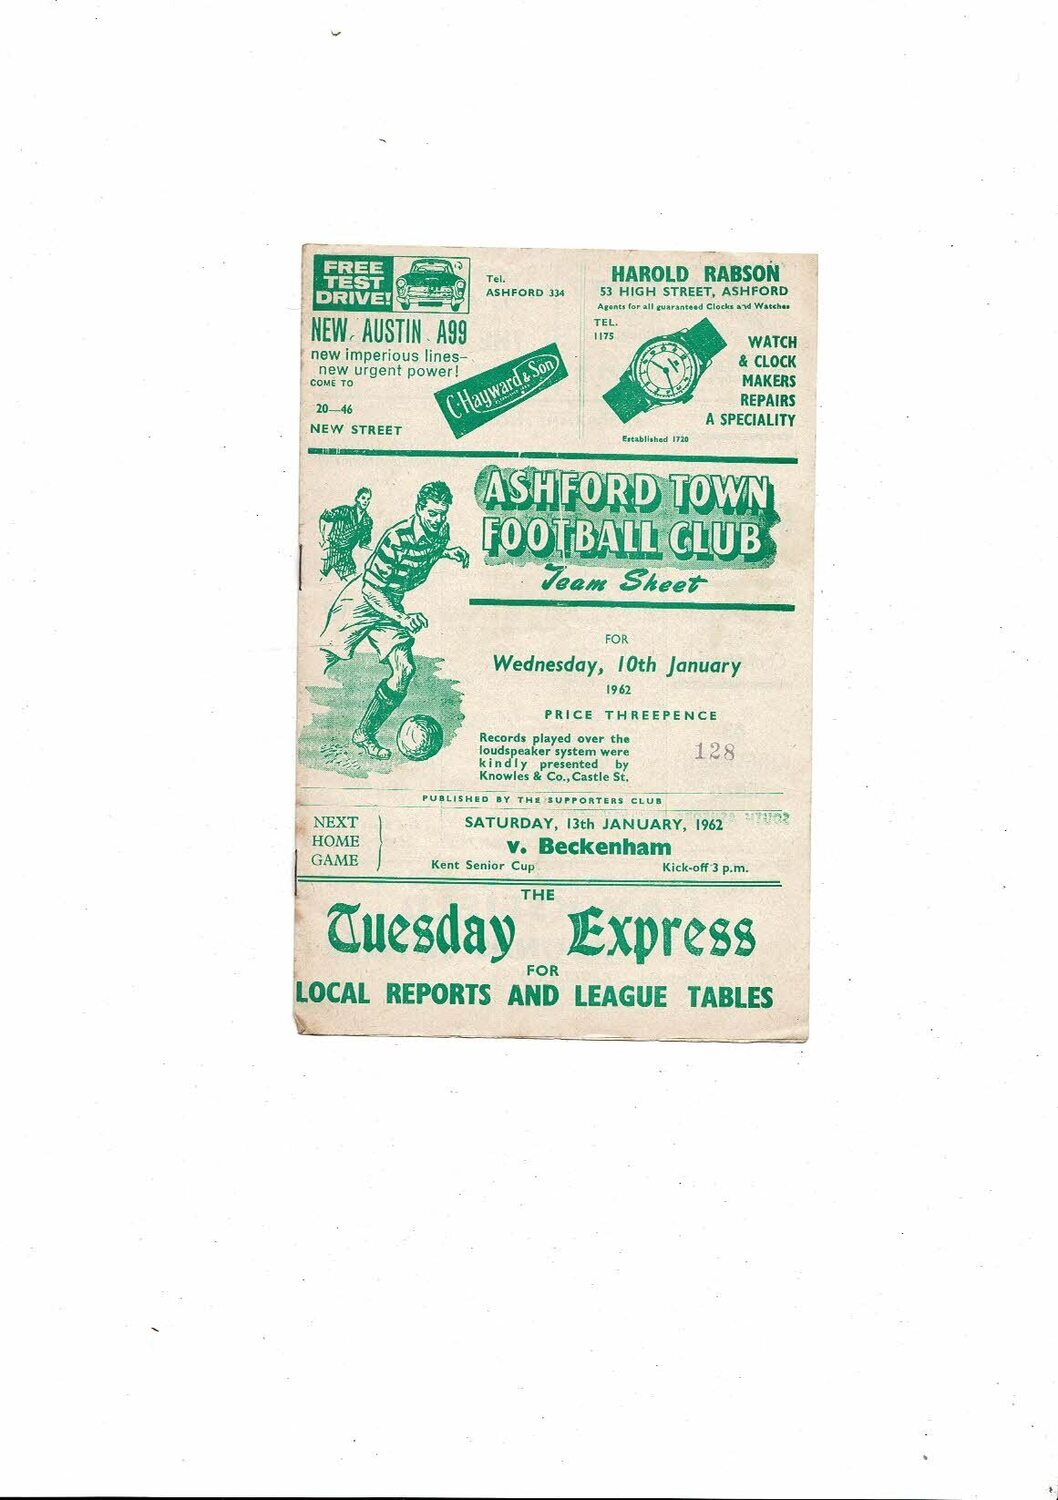 FREE
TEST
DRIVE!
NEW AUSTIN A99
new imperious lines—
new urgent power!
COME TO
20—46
NEW STREET
Tel.
ASHFORD 334
C. Hayward & Son
HAROLD RABSON
53 HIGH STREET, ASHFORD
Agents for all guaranteed Clocks and Watches
TEL.
1175
WATCH
& CLOCK
MAKERS
REPAIRS
A SPECIALITY
Established 1720
ASHFORD TOWN
FOOTBALL CLUB
Team Sheet
FOR
Wednesday, 10th January
1962
PRICE THREEPENCE
Records played over the
loudspeaker system were
kindly presented by
Knowles & Co., Castle St.
128
PUBLISHED BY THE SUPPORTERS CLUB
NEXT
HOME
GAME
SATURDAY, 13th JANUARY, 1962
v. Beckenham
Kent Senior Cup
Kick-off 3 p.m.
THE
Tuesday Express
FOR
LOCAL REPORTS AND LEAGUE TABLES